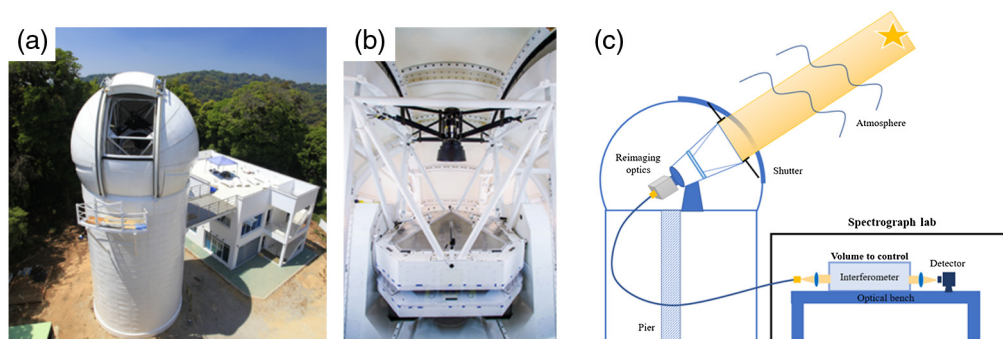 (a)
(b)
(c)
Atmosphere
Reimaging
optics
Shutter
Spectrograph lab
Volume to control
Detector
Interferometer
Optical bench
Pier